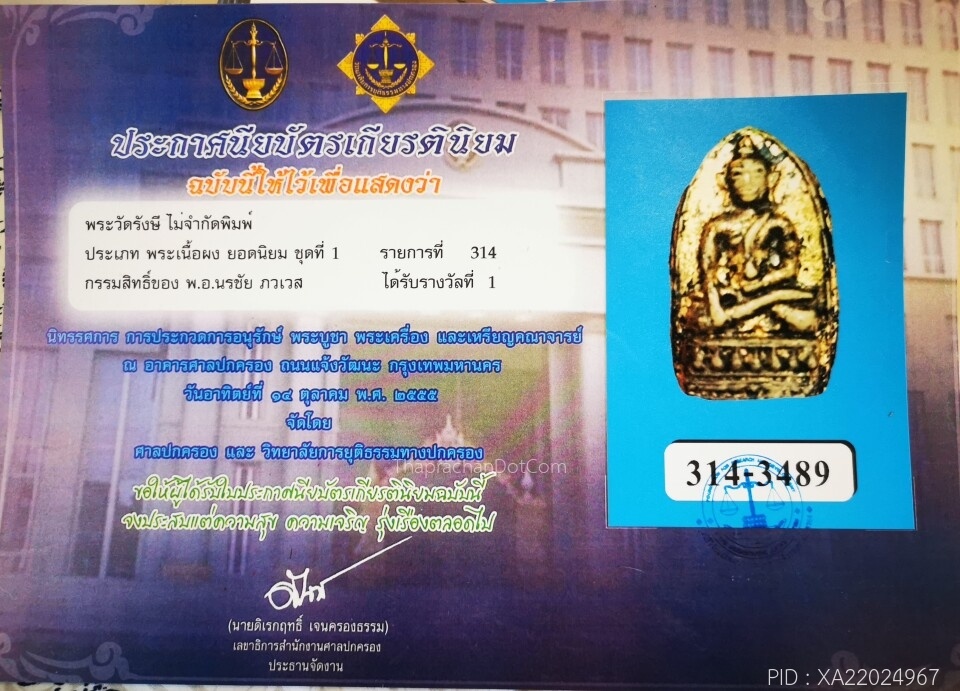 ประกาศนียบัตรเกียรตินิยม
ฉบับนี้ให้ไว้เพื่อแสดงว่า
พระวัดรังษี ไม่จำกัดพิมพ์
ประเภท พระเนื้อผง ยอดนิยม ชุดที่ 1 รายการที่ 314
กรรมสิทธิ์ของ พ.อ.นรชัย ภวเวส ได้รับรางวัลที่ 1
นิทรรศการ การประกวดการอนุรักษ์ พระบูชา พระเครื่อง และเหรียญคณาจารย์
ณ อาคารศาลปกครอง ถนนแจ้งวัฒนะ กรุงเทพมหานคร
วันอาทิตย์ที่ ๑๔ ตุลาคม พ.ศ. ๒๕๕๕
จัดโดย
ศาลปกครอง และ วิทยาลัยการยุติธรรมทางปกครอง
ThaprachanDotCom
ขอให้ผู้ได้รับใบประกาศนียบัตรเกียรตินิยมฉบับนี้
จงประสบแต่ความสุข ความเจริญ รุ่งเรืองตลอดไป
(นายดิเรกฤทธิ์ เจนครองธรรม)
เลขาธิการสำนักงานศาลปกครอง
ประธานจัดงาน
314-3489
PID : XA22024967